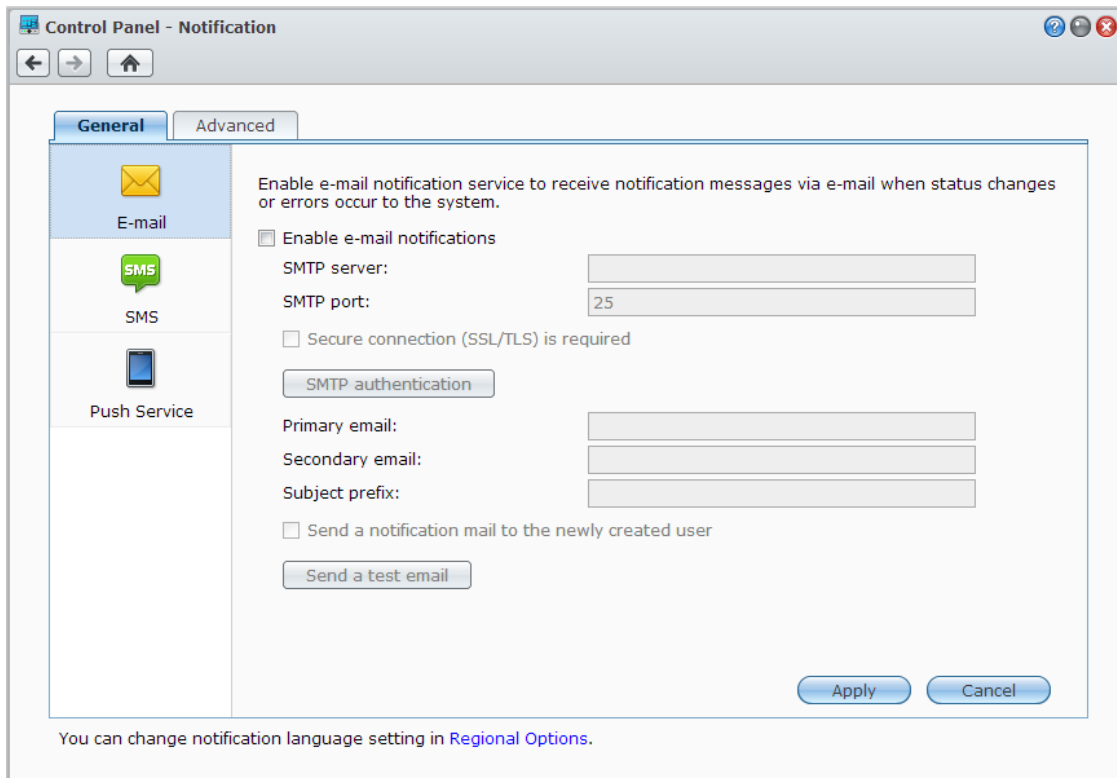 Control Panel - Notification
General
Advanced
E-mail
SMS
SMS
Push Service
Enable e-mail notification service to receive notification messages via e-mail when status changes
or errors occur to the system.
Enable e-mail notifications
SMTP server:
SMTP port:
25
Secure connection (SSL/TLS) is required
SMTP authentication
Primary email:
Secondary email:
Subject prefix:
Send a notification mail to the newly created user
Send a test email
Apply
Cancel
You can change notification language setting in Regional Options.